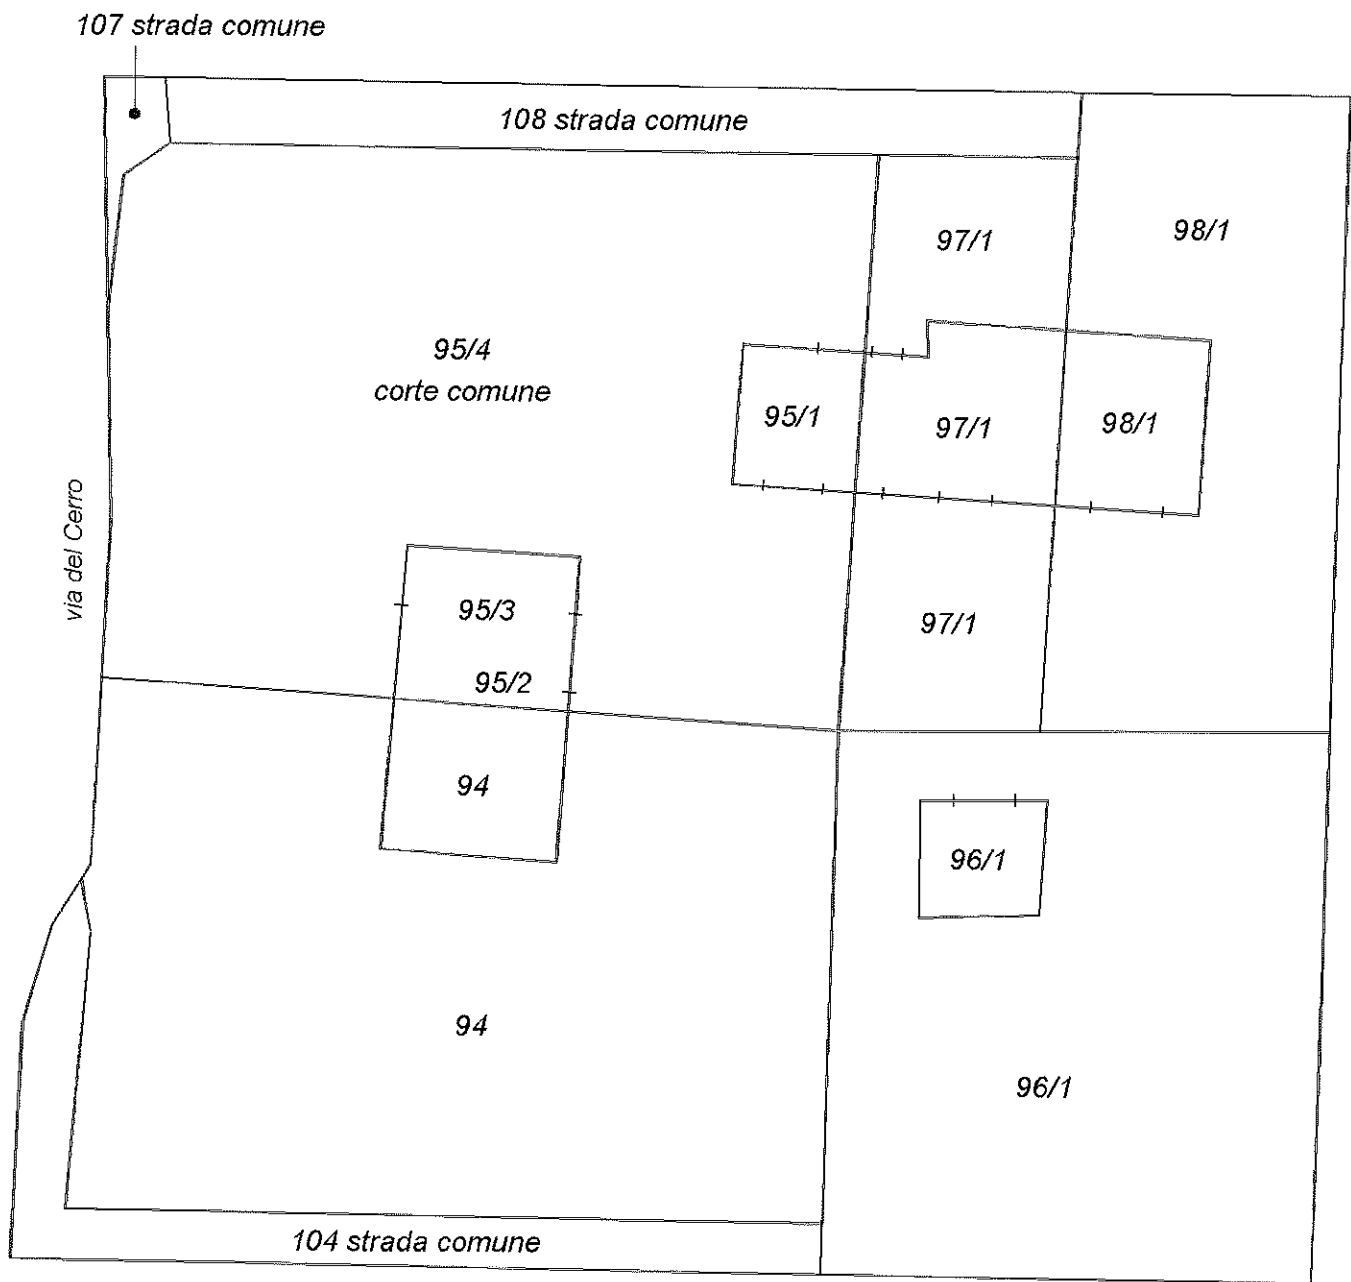 107 strada comune
108 strada comune
97/1
98/1
95/4
corte comune
95/1
97/1
98/1
via del Cerro
95/3
97/1
95/2
94
96/1
94
96/1
104 strada comune